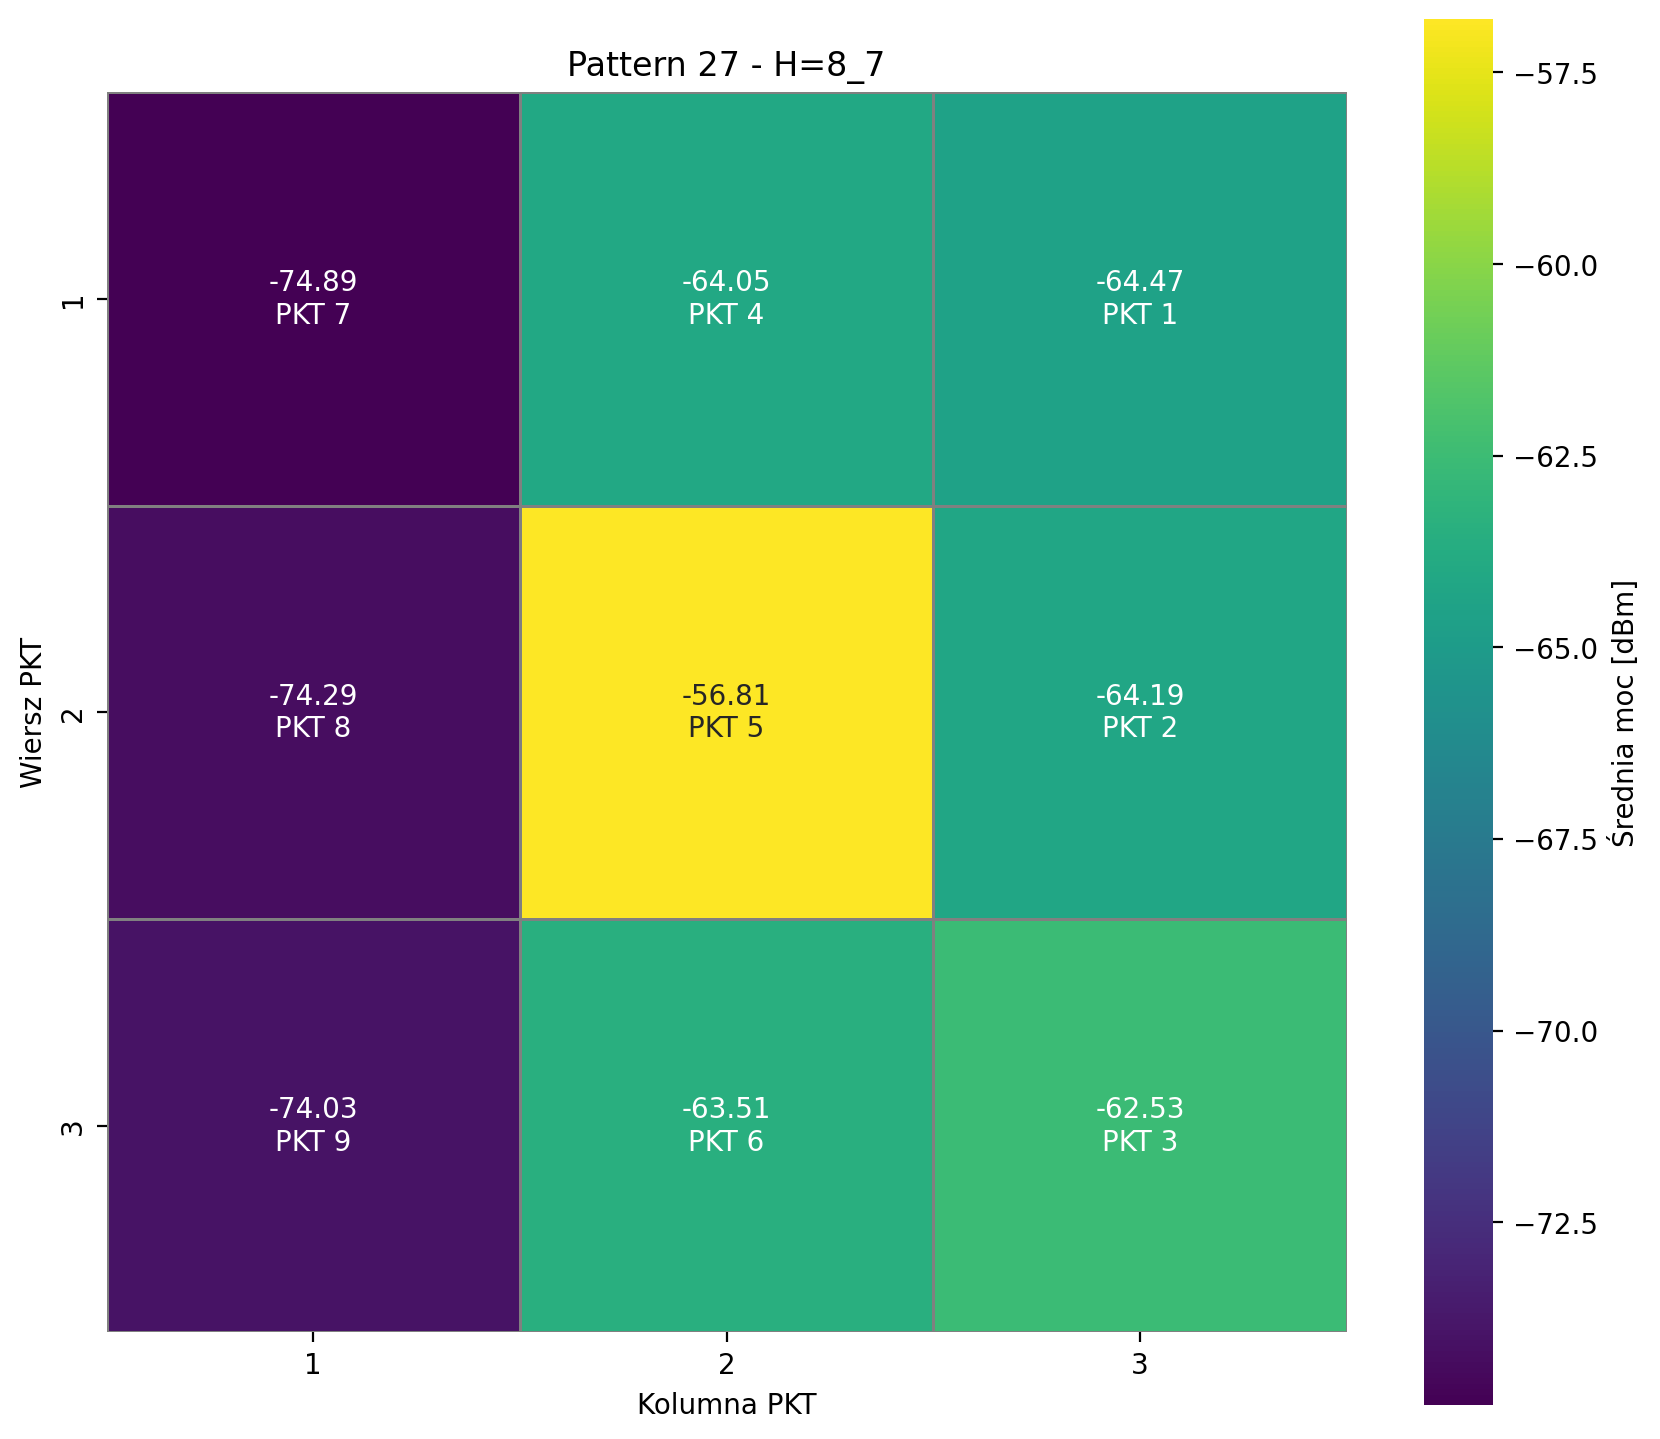 Pattern 27 - H=8_7
-74.89
PKT 7
-64.05
PKT 4
-64.47
PKT 1
-74.29
PKT 8
-56.81
PKT 5
-64.19
PKT 2
-74.03
PKT 9
-63.51
PKT 6
-62.53
PKT 3
1
2
3
Wiersz PKT
1
2
3
Kolumna PKT
−57.5
−60.0
−62.5
−65.0
−67.5
−70.0
−72.5
Średnia moc [dBm]